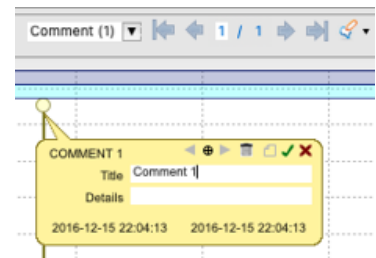 Comment (1) 1 / 1
COMMENT 1
Title Comment 1
Details
2016-12-15 22:04:13 2016-12-15 22:04:13